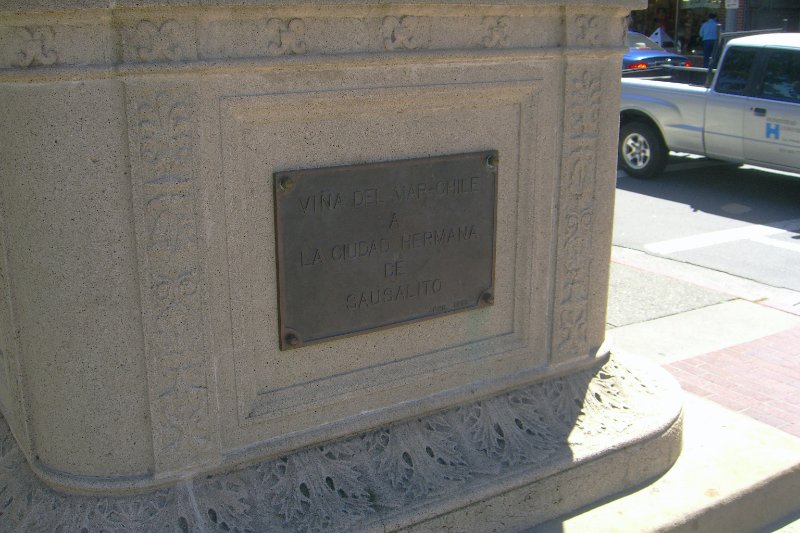 VIÑA DEL MAR-CHILE
A
LA CIUDAD HERMANA
DE
SAUSALITO
H